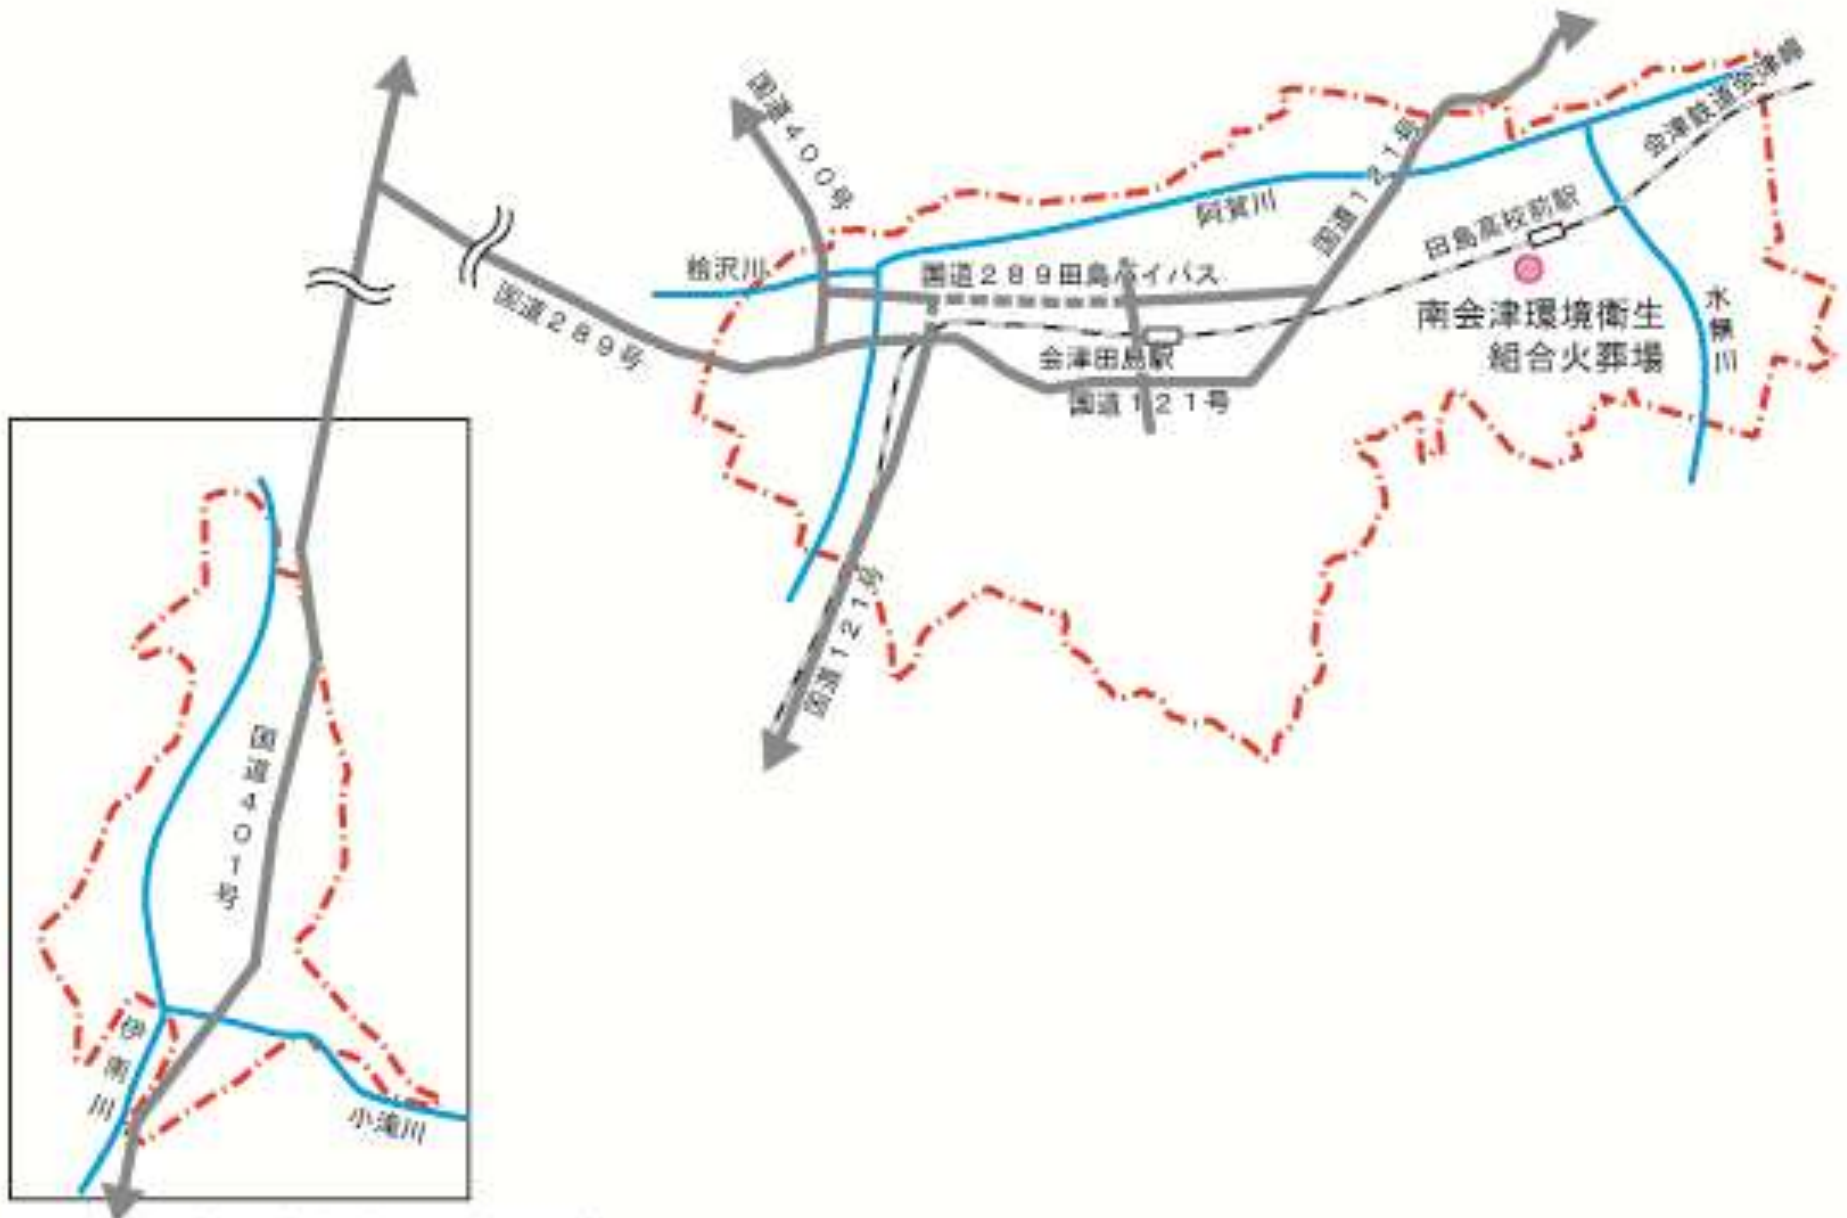 国道400号
会津鉄道会津線
国道121号
阿賀川
田島高校前駅
桧沢川
国道289田島バイパス
国道289号
南会津環境衛生
組合火葬場
水無川
会津田島駅
国道121号
国道121号
国道401号
伊南川
小滝川